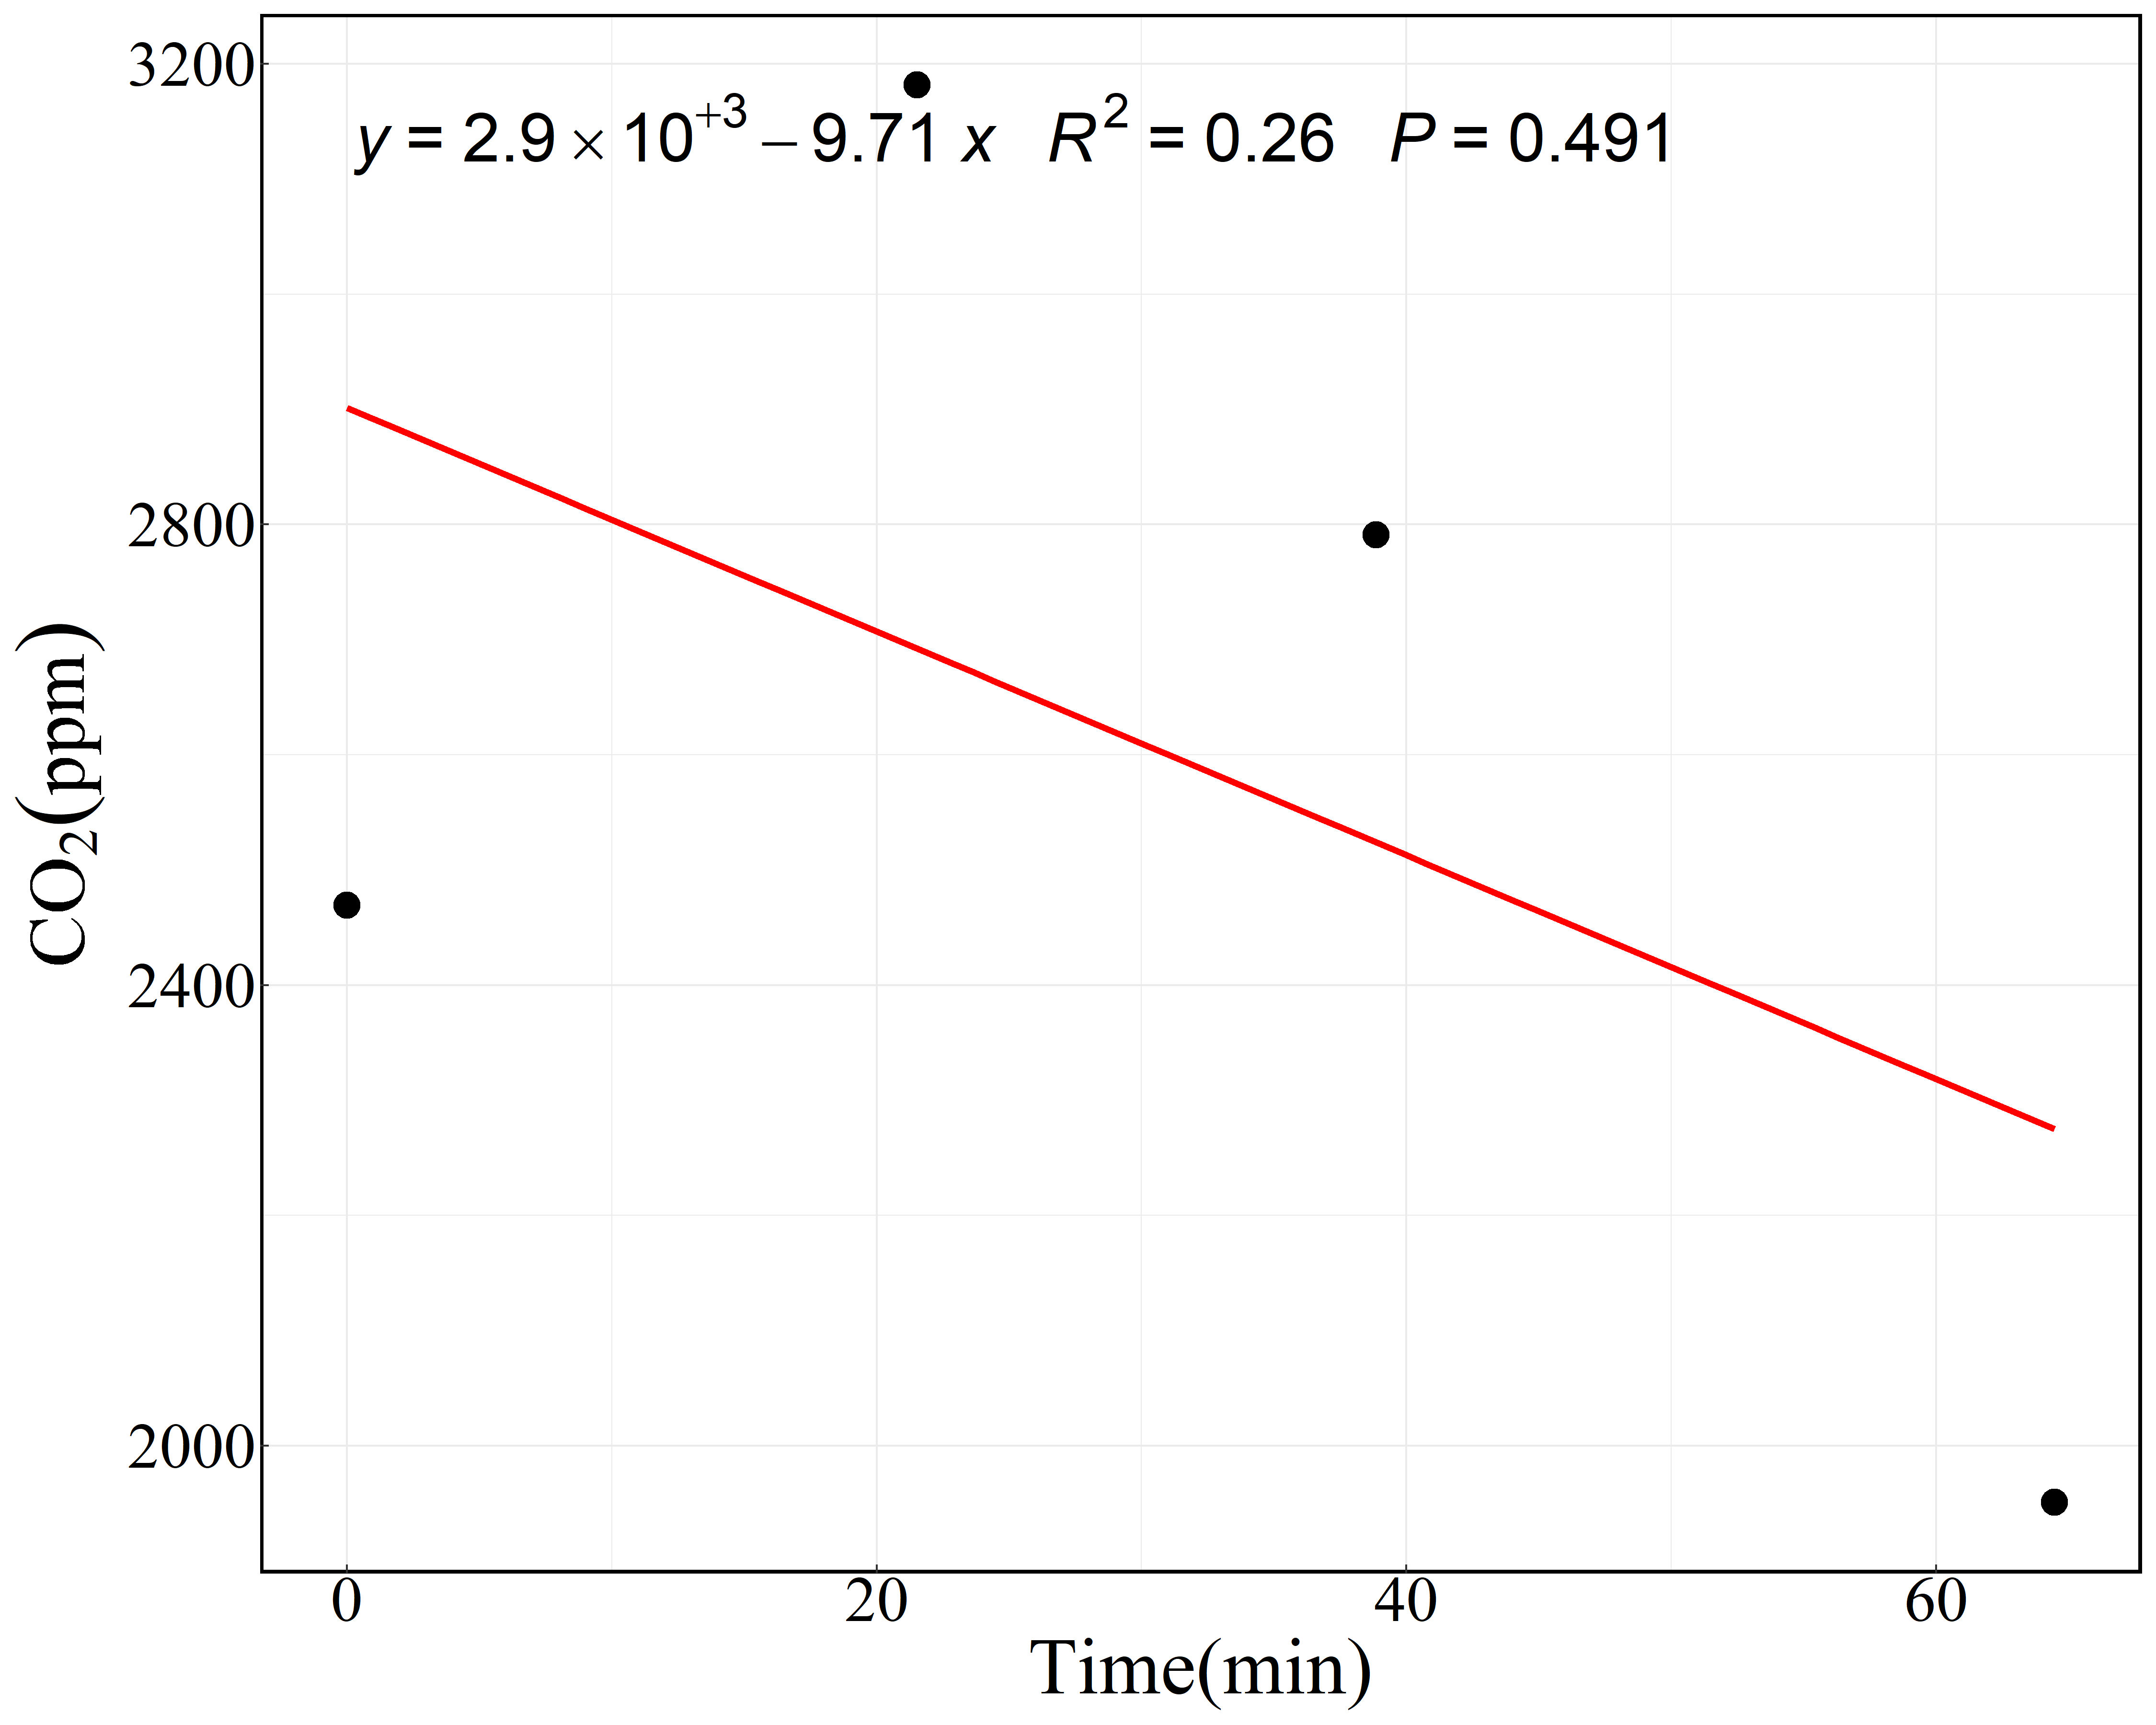 3200
y = 2.9 × 10⁺³ − 9.71 x R² = 0.26 P = 0.491
2800
CO₂(ppm)
2400
2000
0 20 40 60
Time(min)